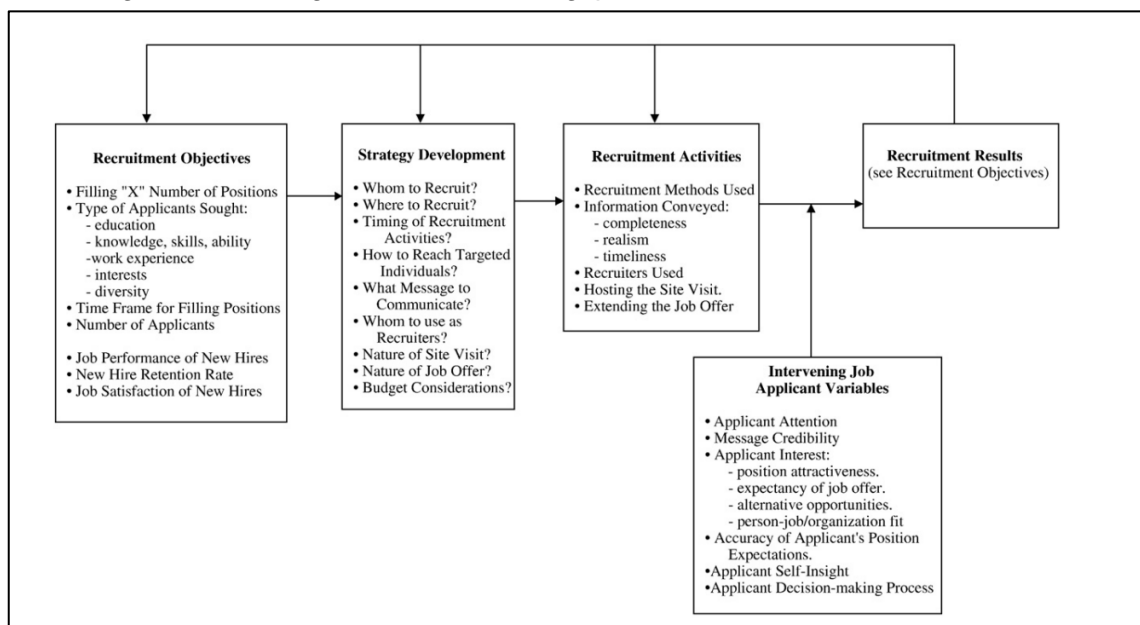 Recruitment Objectives
• Filling "X" Number of Positions
• Type of Applicants Sought:
- education
- knowledge, skills, ability
-work experience
- interests
- diversity
• Time Frame for Filling Positions
• Number of Applicants
• Job Performance of New Hires
• New Hire Retention Rate
• Job Satisfaction of New Hires
Strategy Development
• Whom to Recruit?
• Where to Recruit?
• Timing of Recruitment
Activities?
• How to Reach Targeted
Individuals?
• What Message to
Communicate?
• Whom to use as
Recruiters?
• Nature of Site Visit?
• Nature of Job Offer?
• Budget Considerations?
Recruitment Activities
• Recruitment Methods Used
• Information Conveyed:
- completeness
- realism
- timeliness
• Recruiters Used
• Hosting the Site Visit.
• Extending the Job Offer
Recruitment Results
(see Recruitment Objectives)
Intervening Job
Applicant Variables
• Applicant Attention
• Message Credibility
• Applicant Interest:
- position attractiveness.
- expectancy of job offer.
- alternative opportunities.
- person-job/organization fit
• Accuracy of Applicant's Position
Expectations.
•Applicant Self-Insight
•Applicant Decision-making Process